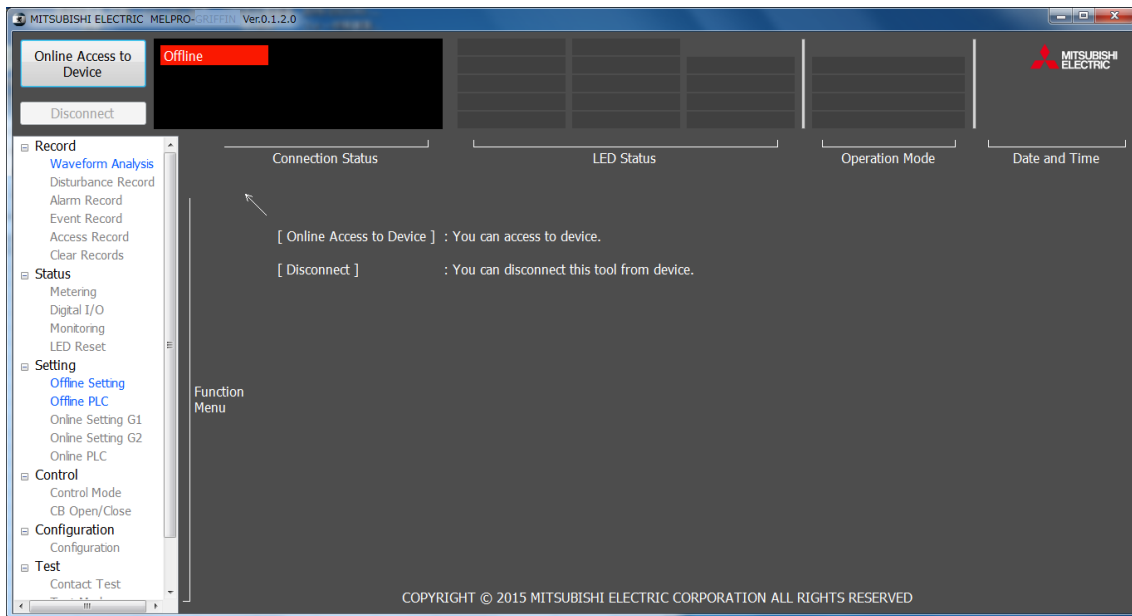 MITSUBISHI ELECTRIC MELPRO-GRIFFIN Ver.0.1.2.0
Online Access to
Device
Disconnect
Offline
MITSUBISHI
ELECTRIC
Connection Status
LED Status
Operation Mode
Date and Time
Record
Waveform Analysis
Disturbance Record
Alarm Record
Event Record
Access Record
Clear Records
Status
Metering
Digital I/O
Monitoring
LED Reset
Setting
Offline Setting
Offline PLC
Online Setting G1
Online Setting G2
Online PLC
Control
Control Mode
CB Open/Close
Configuration
Configuration
Test
Contact Test
[ Online Access to Device ] : You can access to device.
[ Disconnect ] : You can disconnect this tool from device.
Function
Menu
COPYRIGHT © 2015 MITSUBISHI ELECTRIC CORPORATION ALL RIGHTS RESERVED